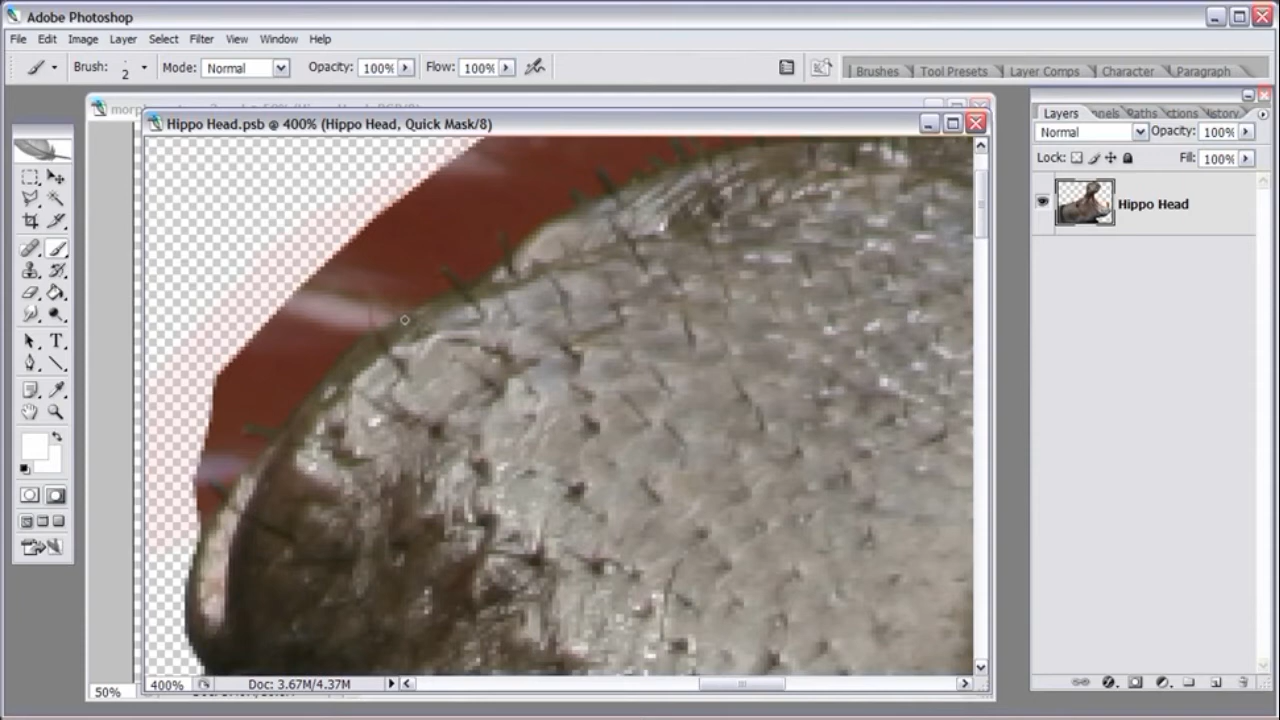 Adobe Photoshop
File Edit Image Layer Select Filter View Window Help
Brush: 2 Mode: Normal Opacity: 100% Flow: 100%
Brushes Tool Presets Layer Comps Character Paragraph
Hippo Head.psb @ 400% (Hippo Head, Quick Mask/8)
Layers Paths
Normal Opacity: 100%
Lock: Fill: 100%
Hippo Head
T
400% Doc: 3.67M/4.37M
50%